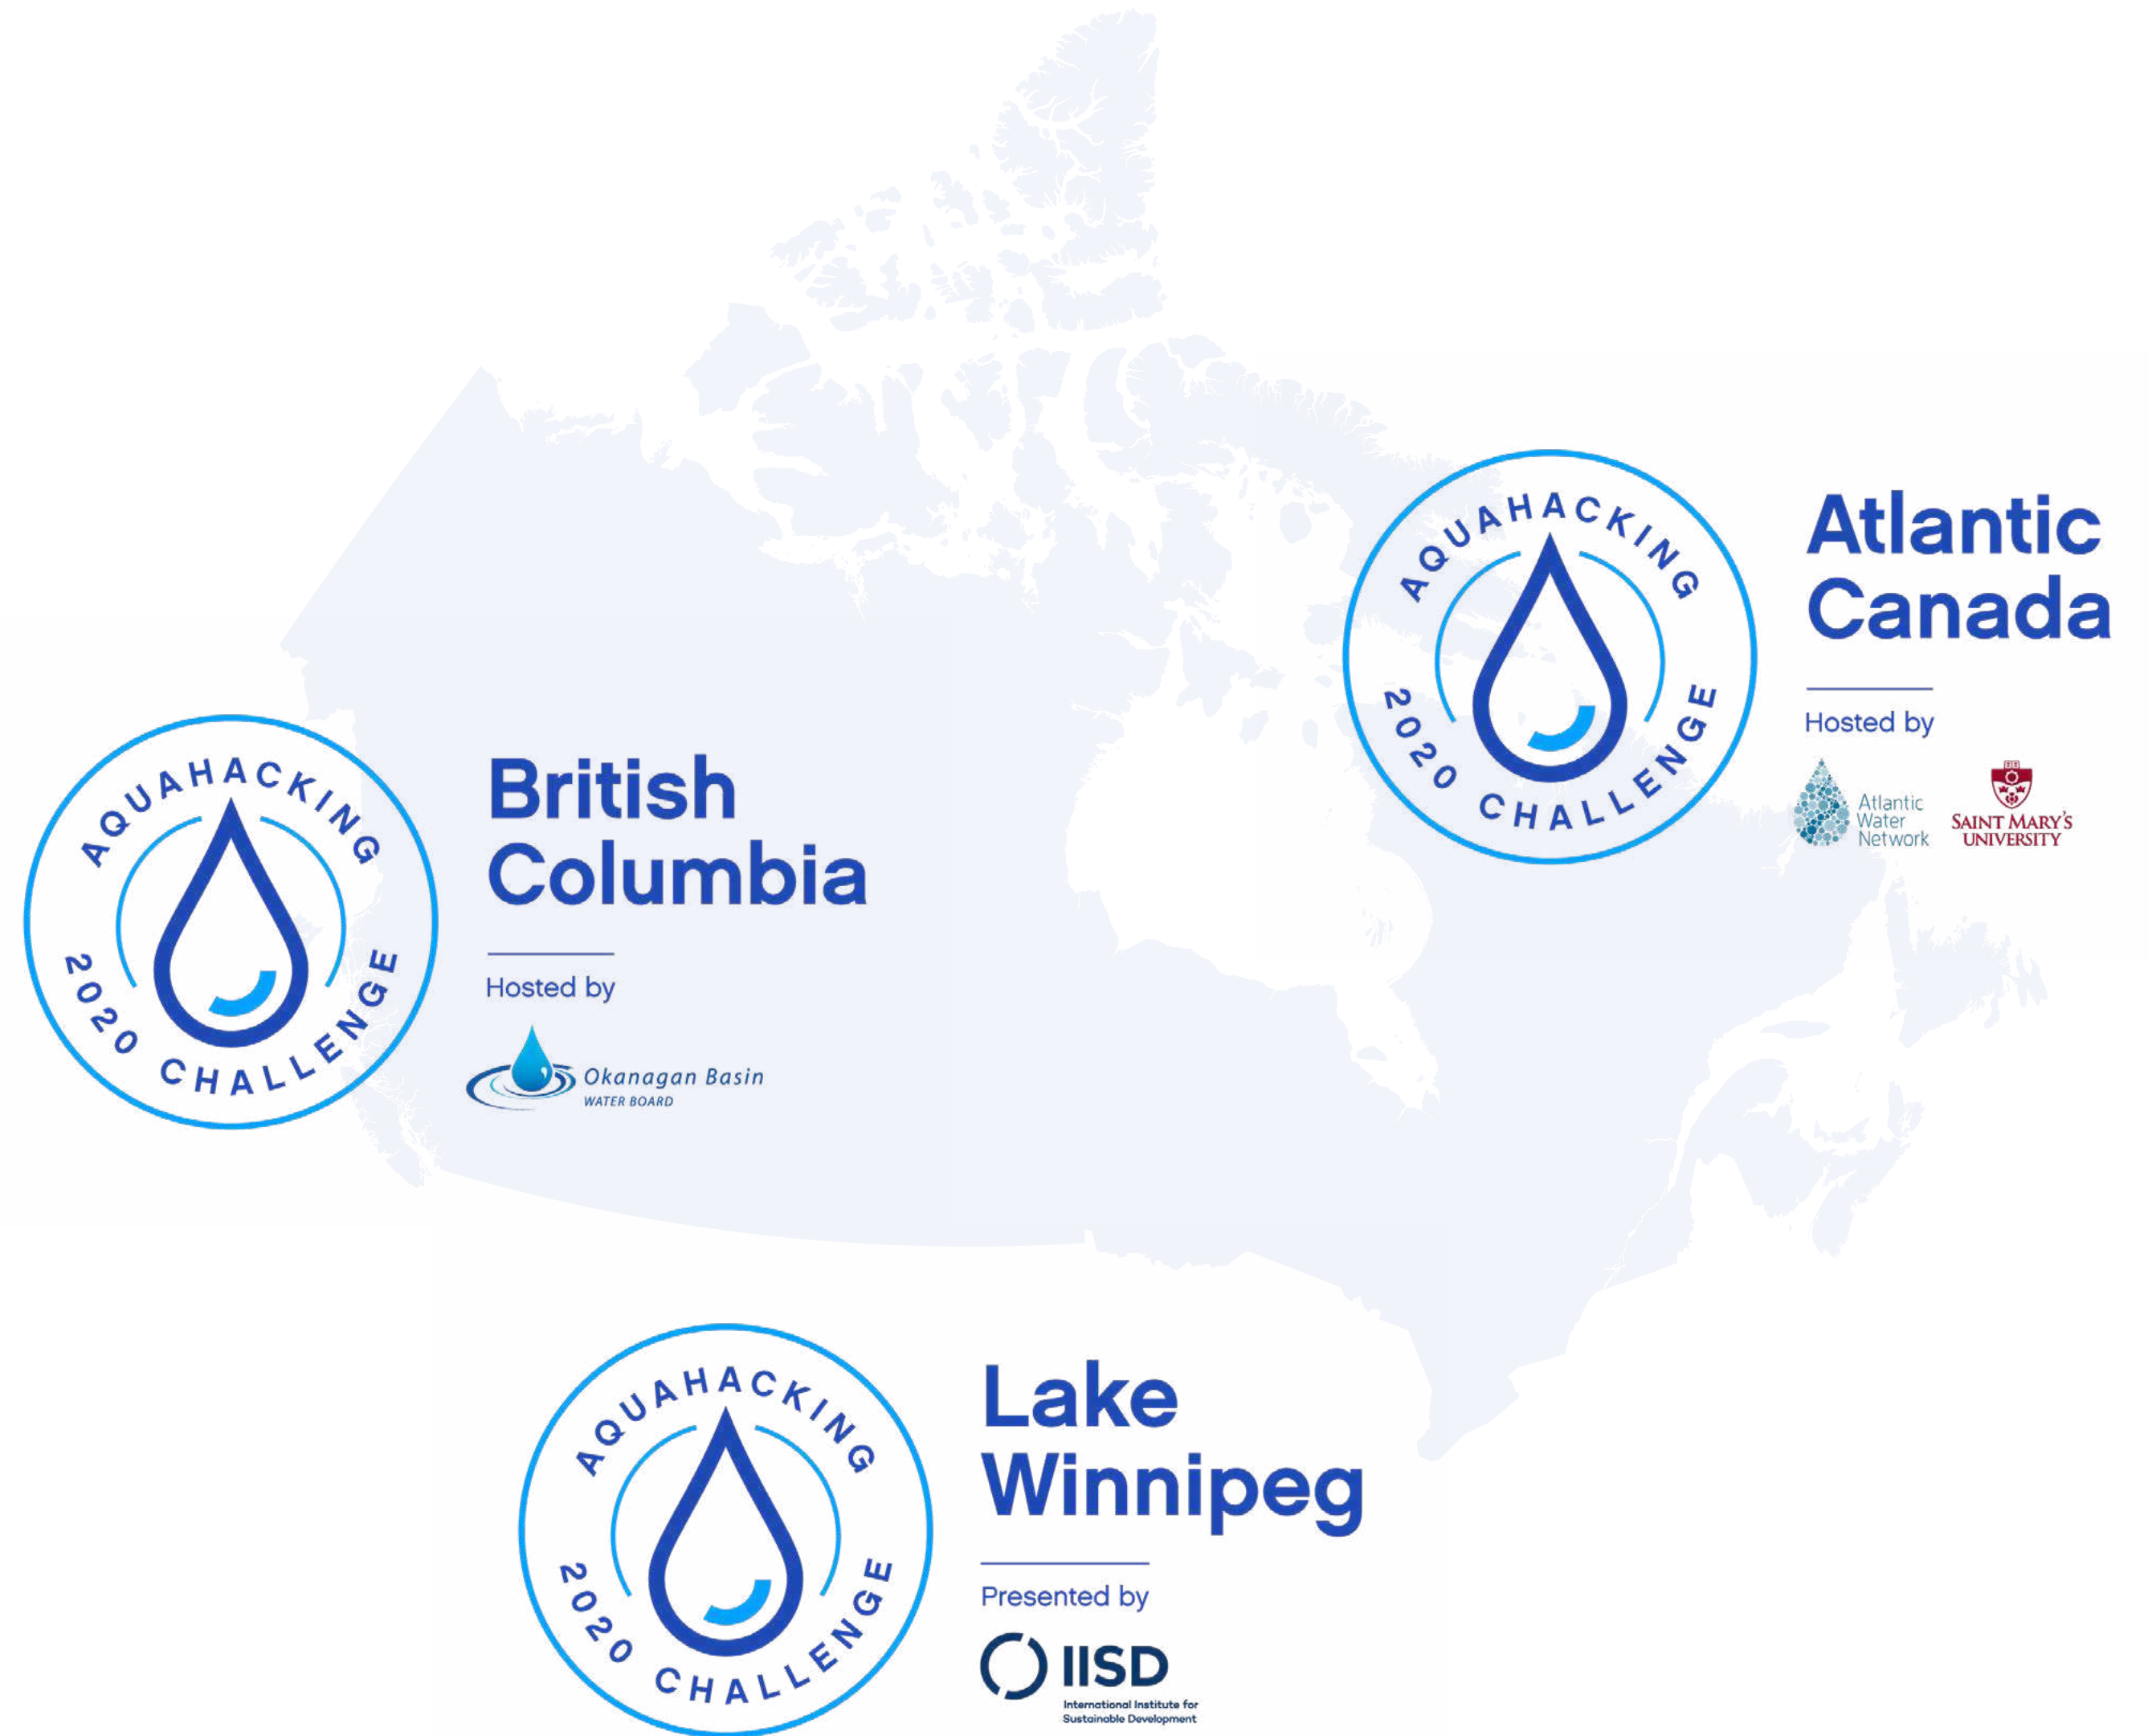 AQUAHACKING
2020 CHALLENGE
Atlantic
Canada
Hosted by
Atlantic
Water
Network
SAINT MARY'S
UNIVERSITY
AQUAHACKING
2020 CHALLENGE
British
Columbia
Hosted by
Okanagan Basin
WATER BOARD
AQUAHACKING
2020 CHALLENGE
Lake
Winnipeg
Presented by
IISD
International Institute for
Sustainable Development